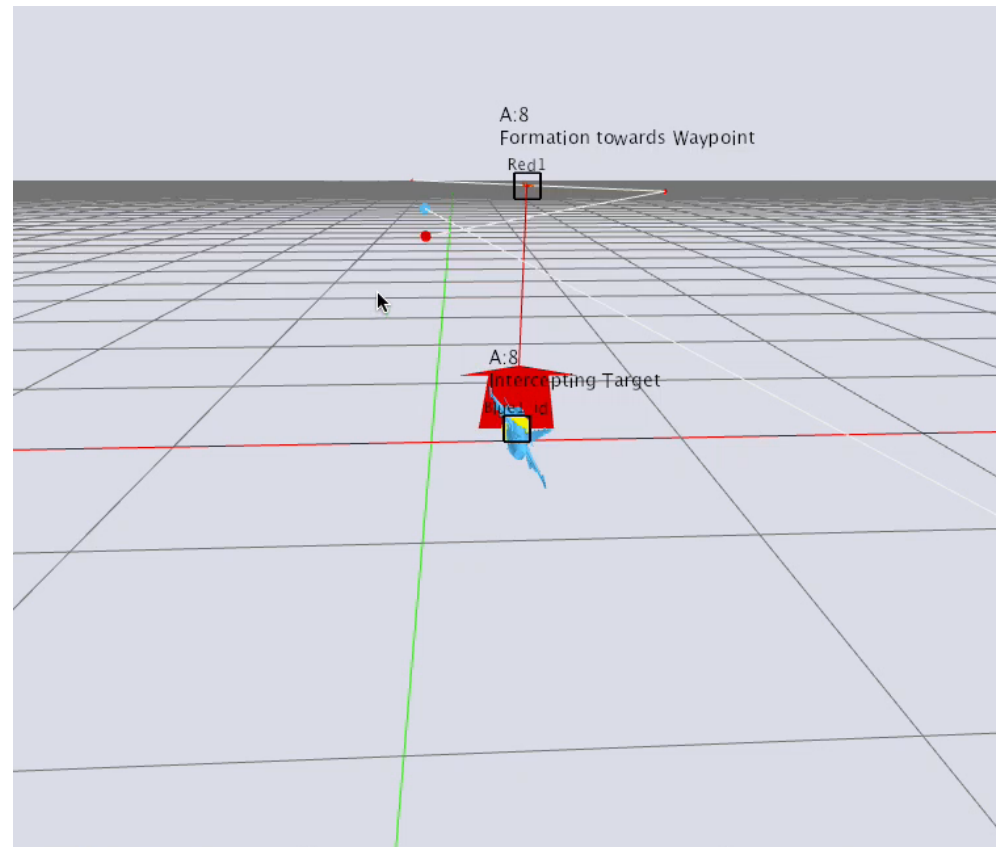 A:8
Formation towards Waypoint
Red1
A:8
Intercepting Target